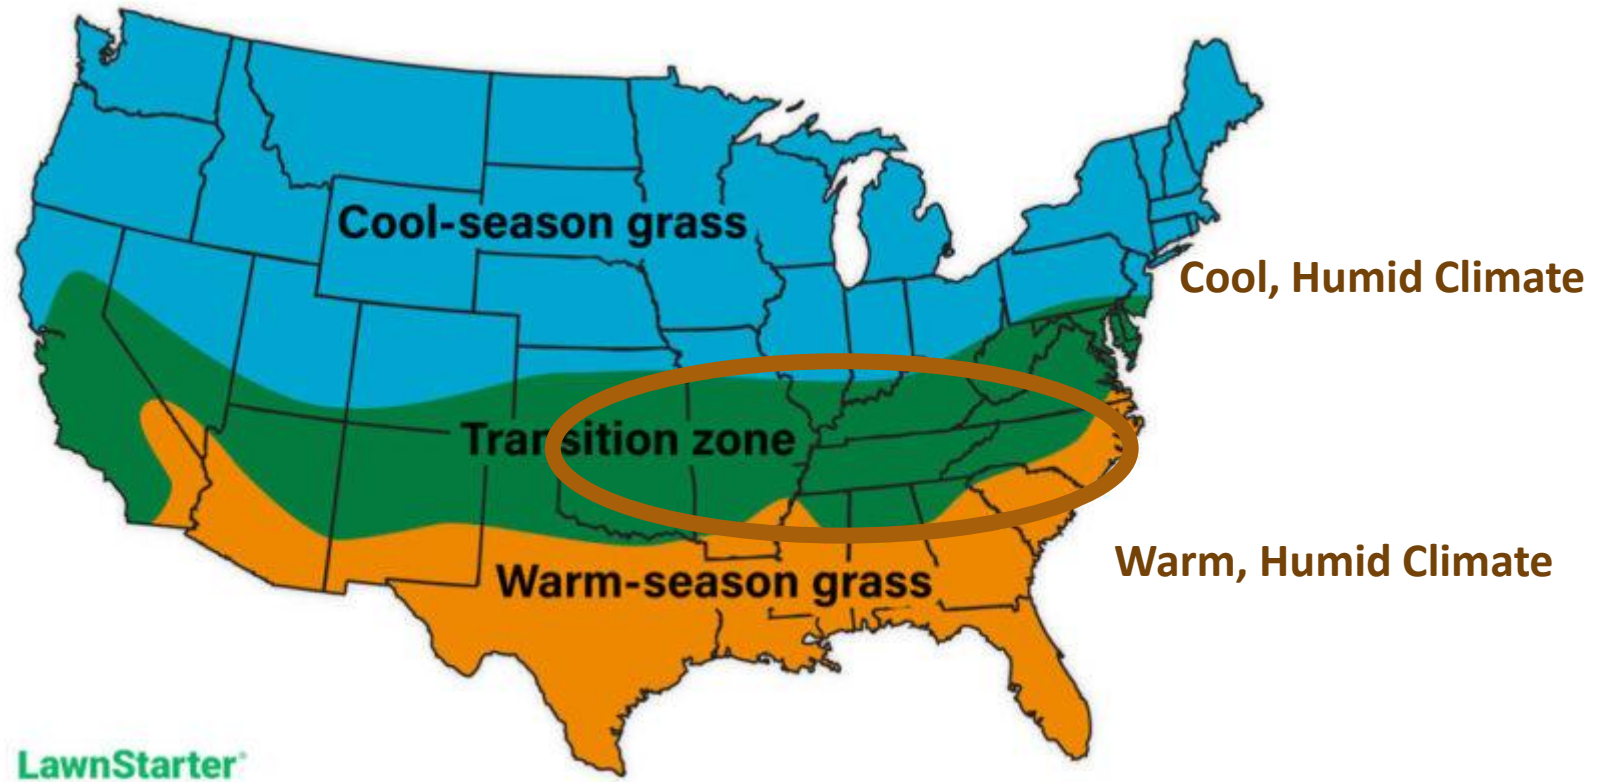 Cool-season grass
Cool, Humid Climate
Transition zone
Warm, Humid Climate
Warm-season grass
LawnStarter